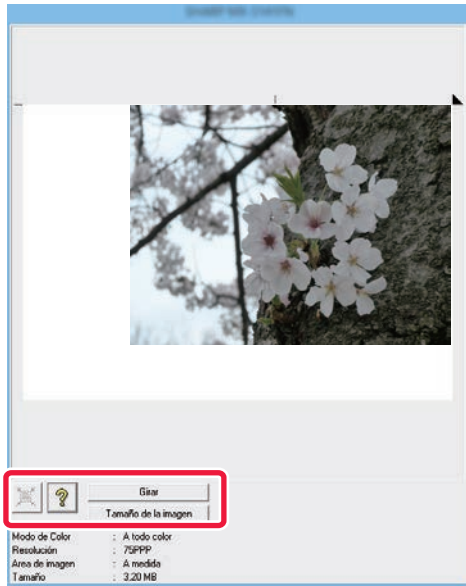 ?
Girar
Tamaño de la imagen
Modo de Color : A todo color
Resolución : 75PPP
Area de imagen : A medida
Tamaño : 3,20 MB